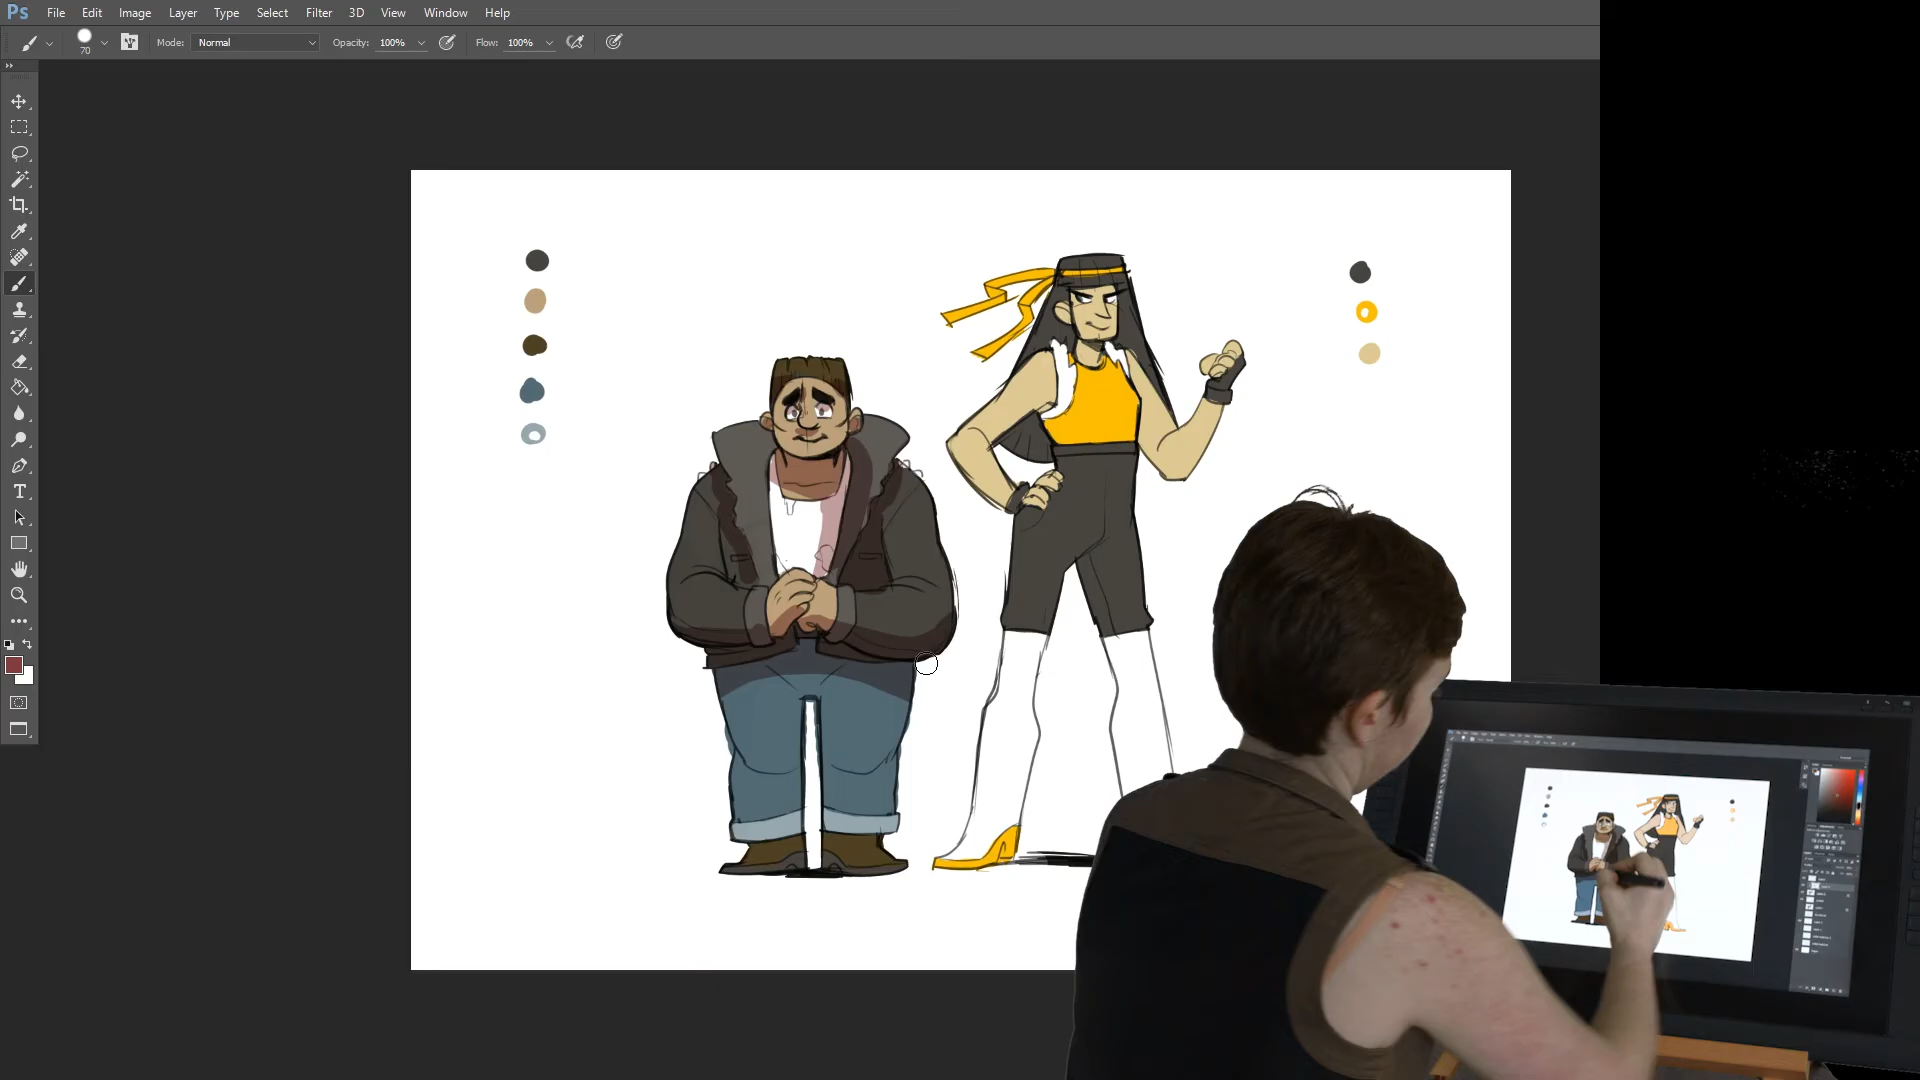 Ps File Edit Image Layer Type Select Filter 3D View Window Help
70 Mode: Normal Opacity: 100% Flow: 100%